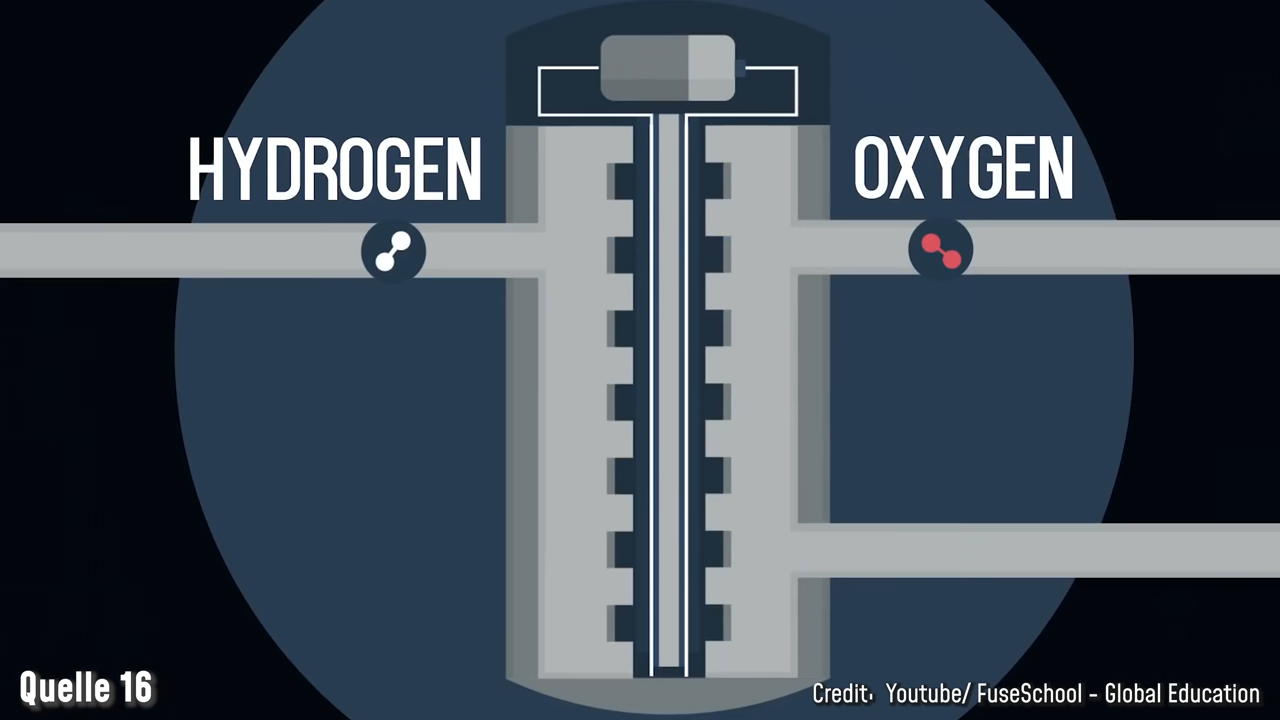 HYDROGEN
OXYGEN
Quelle 16
Credit: Youtube/ FuseSchool - Global Education